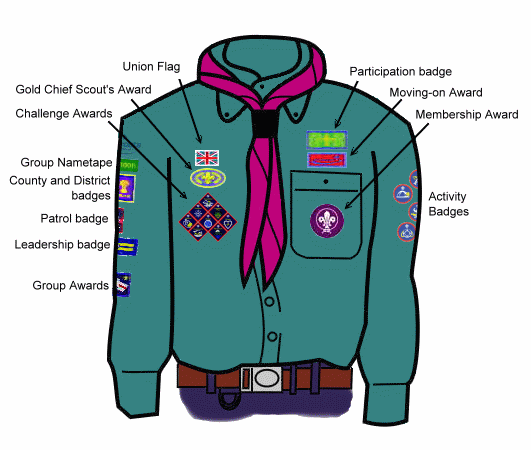 Union Flag
Gold Chief Scout's Award
Challenge Awards
Group Nametape
County and District
badges
Patrol badge
Leadership badge
Group Awards
Participation badge
Moving-on Award
Membership Award
Activity
Badges